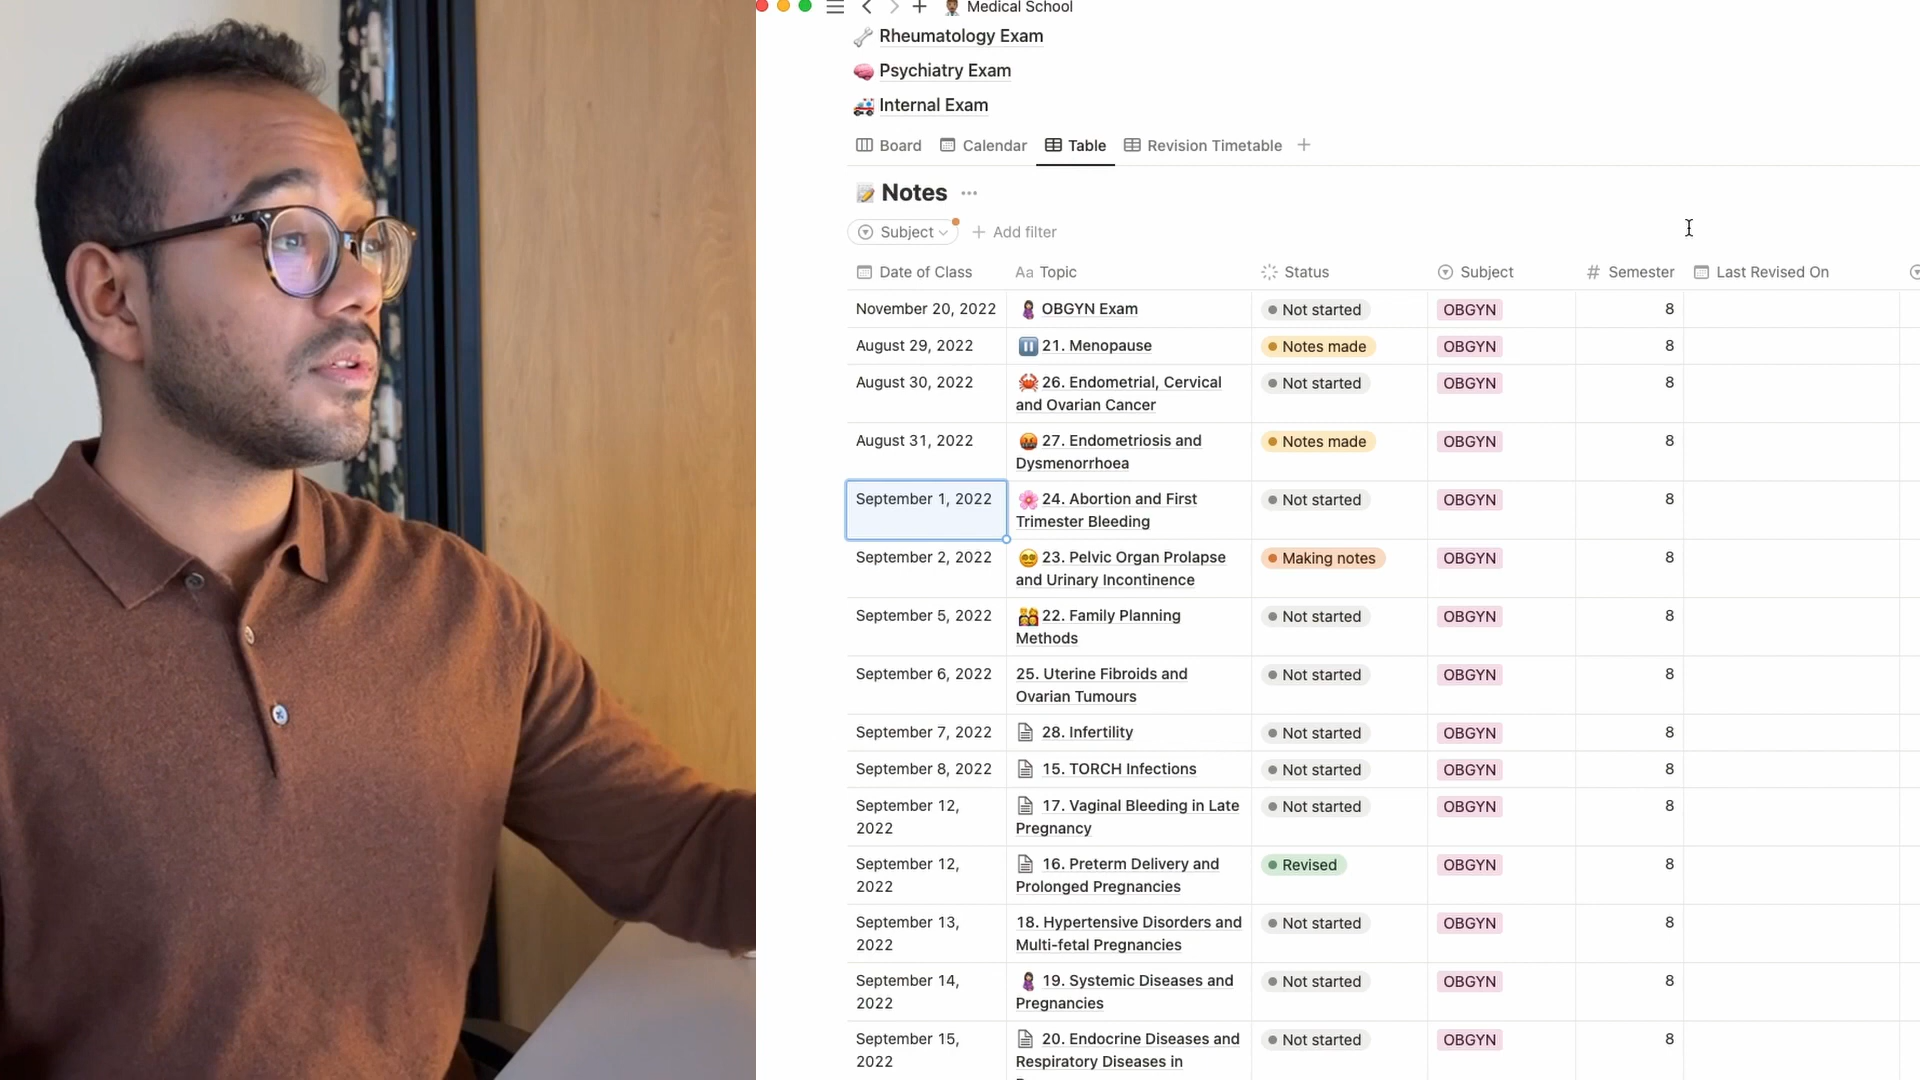 Medical School
Rheumatology Exam
Psychiatry Exam
Internal Exam
Board Calendar Table Revision Timetable
Notes
Subject Add filter
Date of Class Aa Topic Status Subject # Semester Last Revised On
November 20, 2022 OBGYN Exam Not started OBGYN 8
August 29, 2022 21. Menopause Notes made OBGYN 8
August 30, 2022 26. Endometrial, Cervical Not started OBGYN 8
and Ovarian Cancer
August 31, 2022 27. Endometriosis and Notes made OBGYN 8
Dysmenorrhoea
September 1, 2022 24. Abortion and First Not started OBGYN 8
Trimester Bleeding
September 2, 2022 23. Pelvic Organ Prolapse Making notes OBGYN 8
and Urinary Incontinence
September 5, 2022 22. Family Planning Not started OBGYN 8
Methods
September 6, 2022 25. Uterine Fibroids and Not started OBGYN 8
Ovarian Tumours
September 7, 2022 28. Infertility Not started OBGYN 8
September 8, 2022 15. TORCH Infections Not started OBGYN 8
September 12, 17. Vaginal Bleeding in Late Not started OBGYN 8
2022 Pregnancy
September 12, 16. Preterm Delivery and Revised OBGYN 8
2022 Prolonged Pregnancies
September 13, 18. Hypertensive Disorders and Not started OBGYN 8
2022 Multi-fetal Pregnancies
September 14, 19. Systemic Diseases and Not started OBGYN 8
2022 Pregnancies
September 15, 20. Endocrine Diseases and Not started OBGYN 8
2022 Respiratory Diseases in